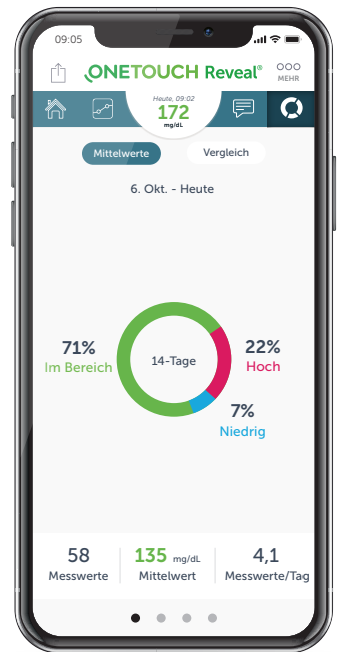 09:05
ONETOUCH Reveal®
MEHR
Heute, 09:02
172
mg/dL
Mittelwerte
Vergleich
6. Okt. - Heute
71%
Im Bereich
14-Tage
22%
Hoch
7%
Niedrig
58
Messwerte
135 mg/dL
Mittelwert
4,1
Messwerte/Tag